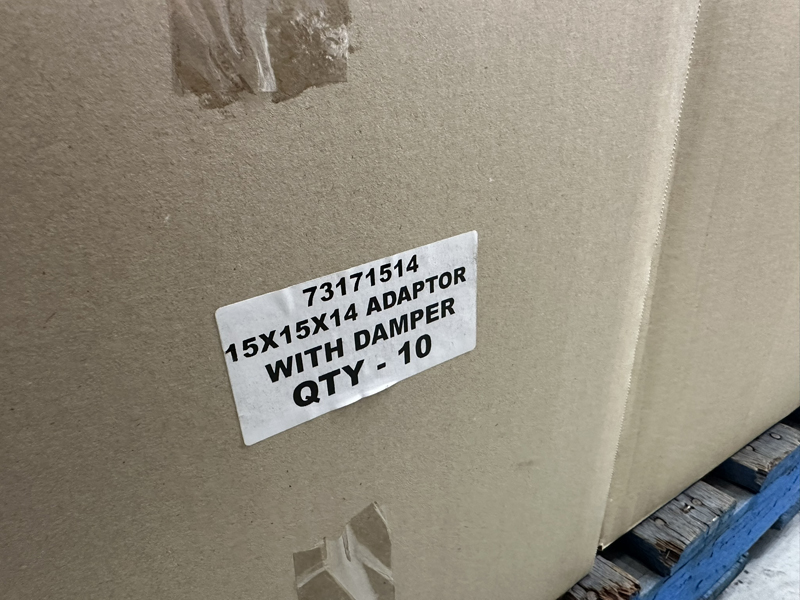 73171514
15X15X14 ADAPTOR
WITH DAMPER
QTY - 10